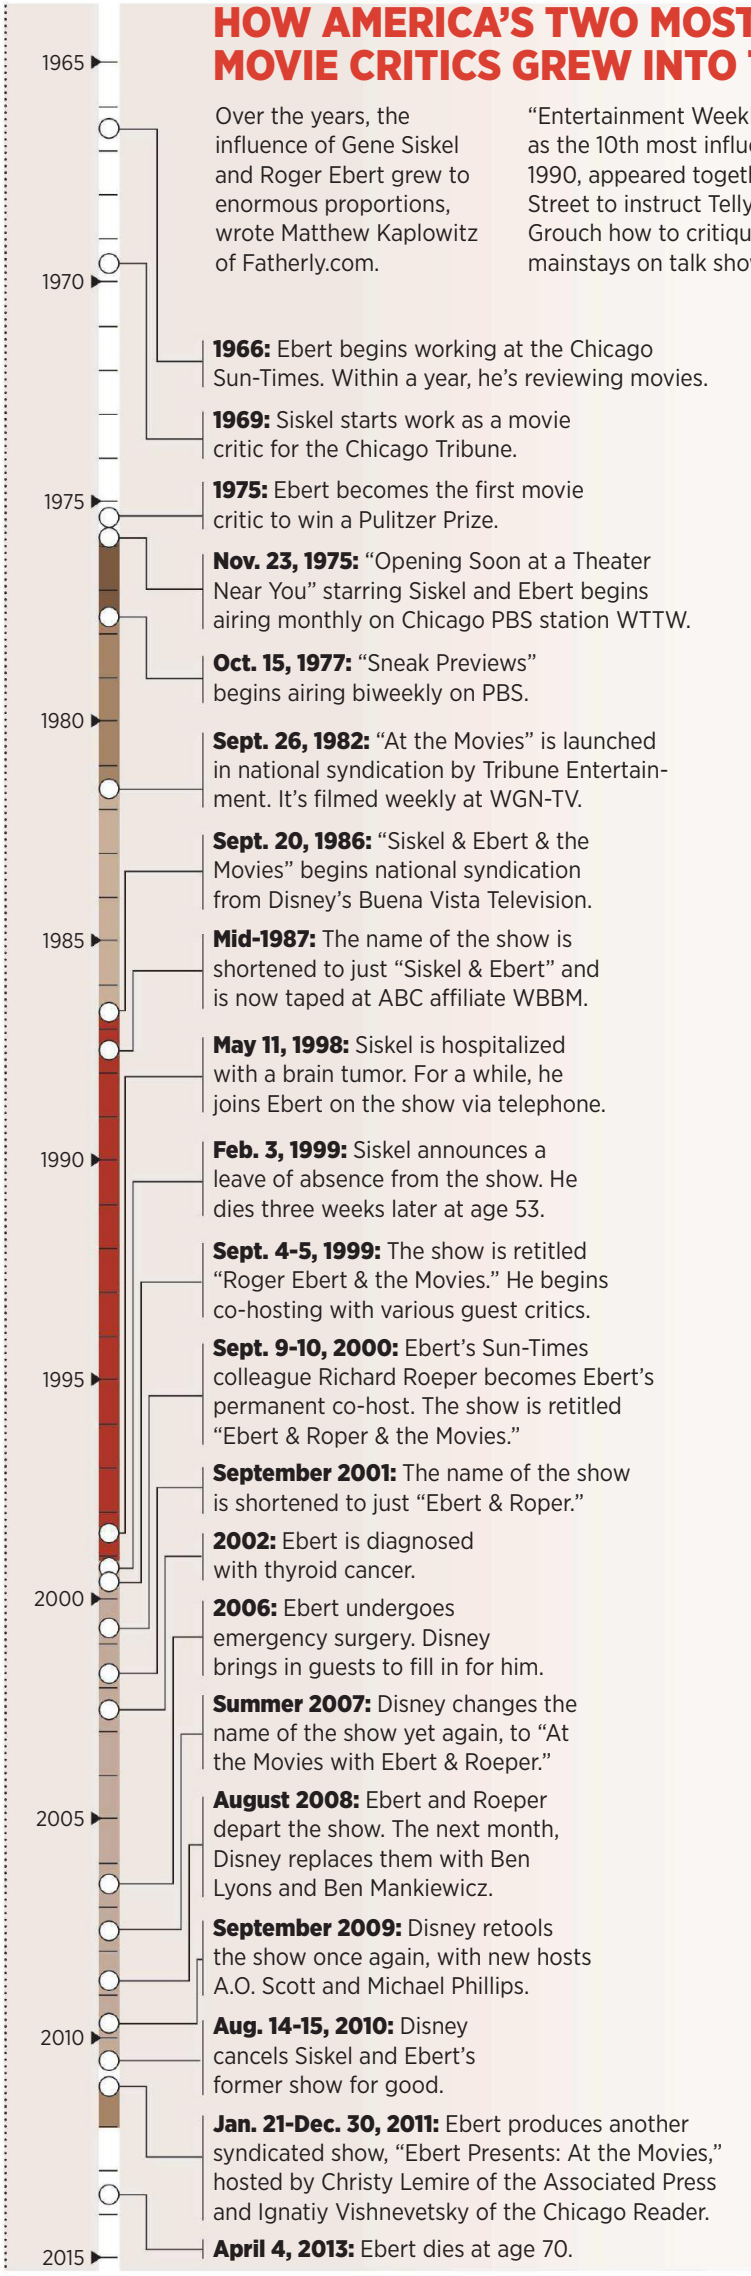 HOW AMERICA'S TWO MOST
MOVIE CRITICS GREW INTO
Over the years, the
influence of Gene Siskel
and Roger Ebert grew to
enormous proportions,
wrote Matthew Kaplowitz
of Fatherly.com.
“Entertainment Week
as the 10th most influ
1990, appeared togeth
Street to instruct Telly
Grouch how to critiqu
mainstays on talk show
1965
1970
1975
1980
1985
1990
1995
2000
2005
2010
2015
1966: Ebert begins working at the Chicago
Sun-Times. Within a year, he's reviewing movies.
1969: Siskel starts work as a movie
critic for the Chicago Tribune.
1975: Ebert becomes the first movie
critic to win a Pulitzer Prize.
Nov. 23, 1975: “Opening Soon at a Theater
Near You” starring Siskel and Ebert begins
airing monthly on Chicago PBS station WTTW.
Oct. 15, 1977: “Sneak Previews”
begins airing biweekly on PBS.
Sept. 26, 1982: “At the Movies” is launched
in national syndication by Tribune Entertain-
ment. It's filmed weekly at WGN-TV.
Sept. 20, 1986: “Siskel & Ebert & the
Movies” begins national syndication
from Disney's Buena Vista Television.
Mid-1987: The name of the show is
shortened to just “Siskel & Ebert” and
is now taped at ABC affiliate WBBM.
May 11, 1998: Siskel is hospitalized
with a brain tumor. For a while, he
joins Ebert on the show via telephone.
Feb. 3, 1999: Siskel announces a
leave of absence from the show. He
dies three weeks later at age 53.
Sept. 4-5, 1999: The show is retitled
“Roger Ebert & the Movies.” He begins
co-hosting with various guest critics.
Sept. 9-10, 2000: Ebert's Sun-Times
colleague Richard Roeper becomes Ebert's
permanent co-host. The show is retitled
“Ebert & Roper & the Movies.”
September 2001: The name of the show
is shortened to just “Ebert & Roper.”
2002: Ebert is diagnosed
with thyroid cancer.
2006: Ebert undergoes
emergency surgery. Disney
brings in guests to fill in for him.
Summer 2007: Disney changes the
name of the show yet again, to “At
the Movies with Ebert & Roeper.”
August 2008: Ebert and Roeper
depart the show. The next month,
Disney replaces them with Ben
Lyons and Ben Mankiewicz.
September 2009: Disney retools
the show once again, with new hosts
A.O. Scott and Michael Phillips.
Aug. 14-15, 2010: Disney
cancels Siskel and Ebert's
former show for good.
Jan. 21-Dec. 30, 2011: Ebert produces another
syndicated show, “Ebert Presents: At the Movies,”
hosted by Christy Lemire of the Associated Press
and Ignatiy Vishnevetsky of the Chicago Reader.
April 4, 2013: Ebert dies at age 70.